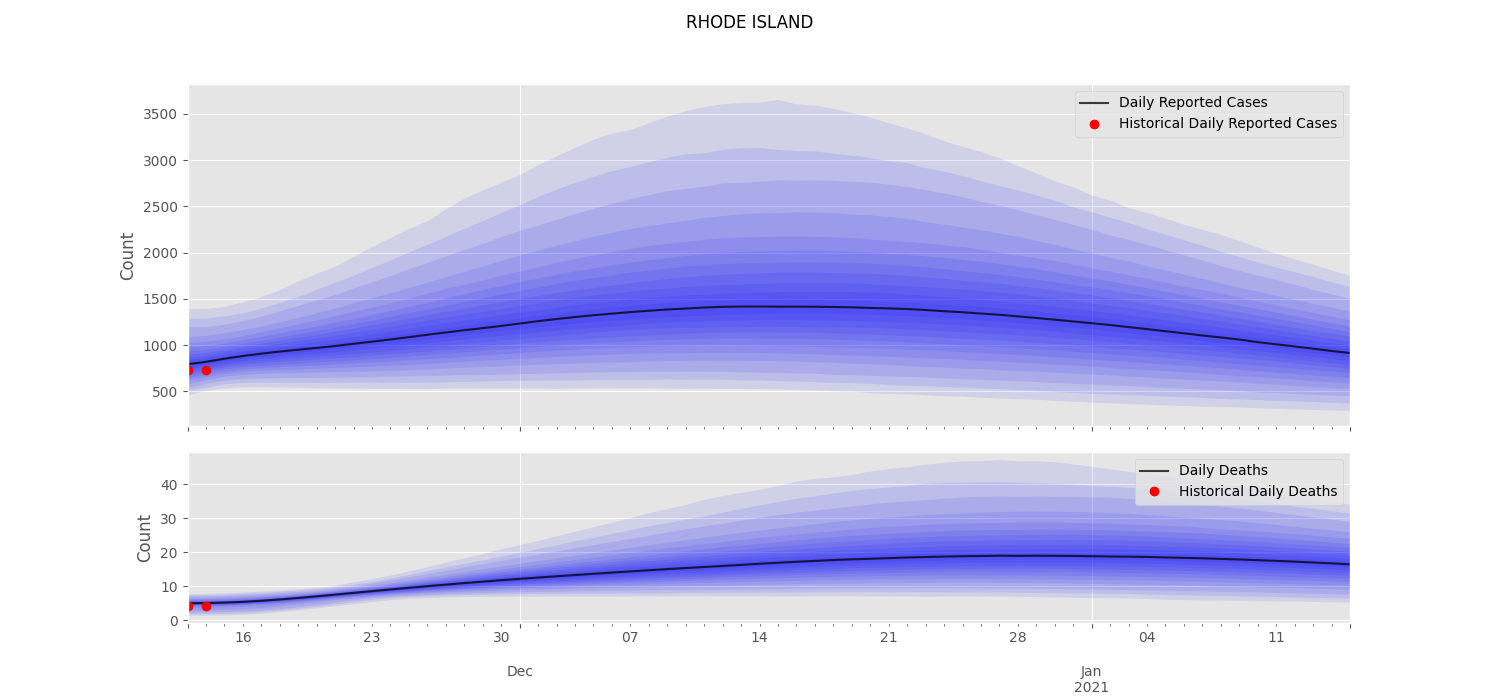 RHODE ISLAND
Daily Reported Cases
Historical Daily Reported Cases
3500
3000
2500
2000
1500
1000
500
Count
Daily Deaths
Historical Daily Deaths
40
30
20
10
0
Count
16 23 30 07 14 21 28 04 11
Dec Jan
2021